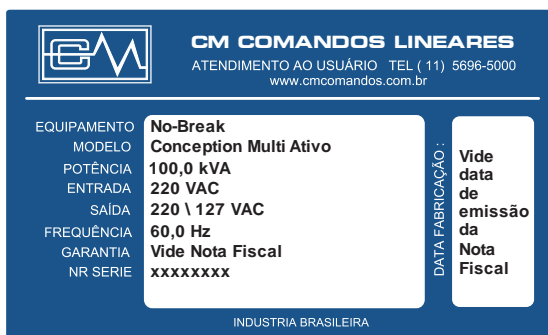 CM
CM COMANDOS LINEARES
ATENDIMENTO AO USUÁRIO TEL ( 11) 5696-5000
www.cmcomandos.com.br
EQUIPAMENTO No-Break
MODELO Conception Multi Ativo
POTÊNCIA 100,0 kVA
ENTRADA 220 VAC
SAÍDA 220 \ 127 VAC
FREQUÊNCIA 60,0 Hz
GARANTIA Vide Nota Fiscal
NR SERIE xxxxxxxx
DATA FABRICAÇÃO :
Vide
data
de
emissão
da
Nota
Fiscal
INDUSTRIA BRASILEIRA